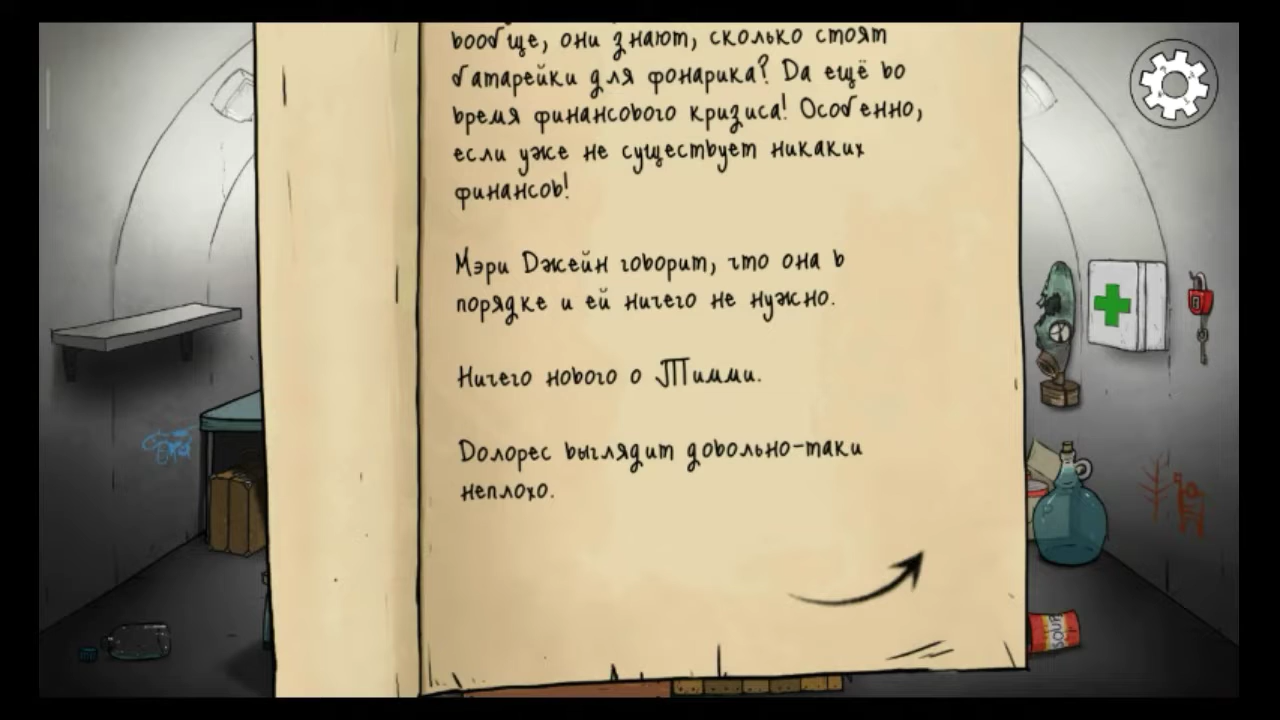 вообще, они знают, сколько стоят
батарейки для фонарика? Да ещё во
время финансового кризиса! Особенно,
если уже не существует никаких
финансов!
Мэри Джейн говорит, что она в
порядке и ей ничего не нужно.
Ничего нового о Тимми.
Долорес выглядит довольно-таки
неплохо.
SOUP